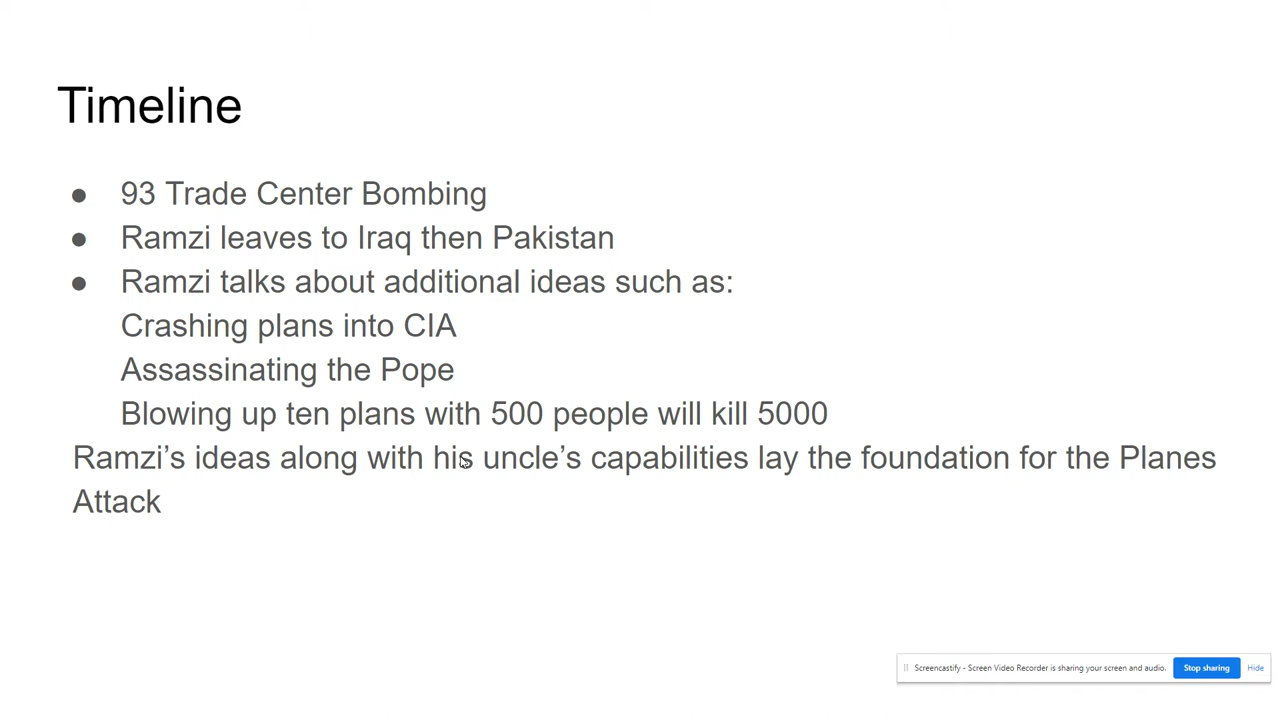 Timeline
● 93 Trade Center Bombing
● Ramzi leaves to Iraq then Pakistan
● Ramzi talks about additional ideas such as:
Crashing plans into CIA
Assassinating the Pope
Blowing up ten plans with 500 people will kill 5000
Ramzi’s ideas along with his uncle’s capabilities lay the foundation for the Planes
Attack
Screencastify - Screen Video Recorder is sharing your screen and audio. Stop sharing Hide